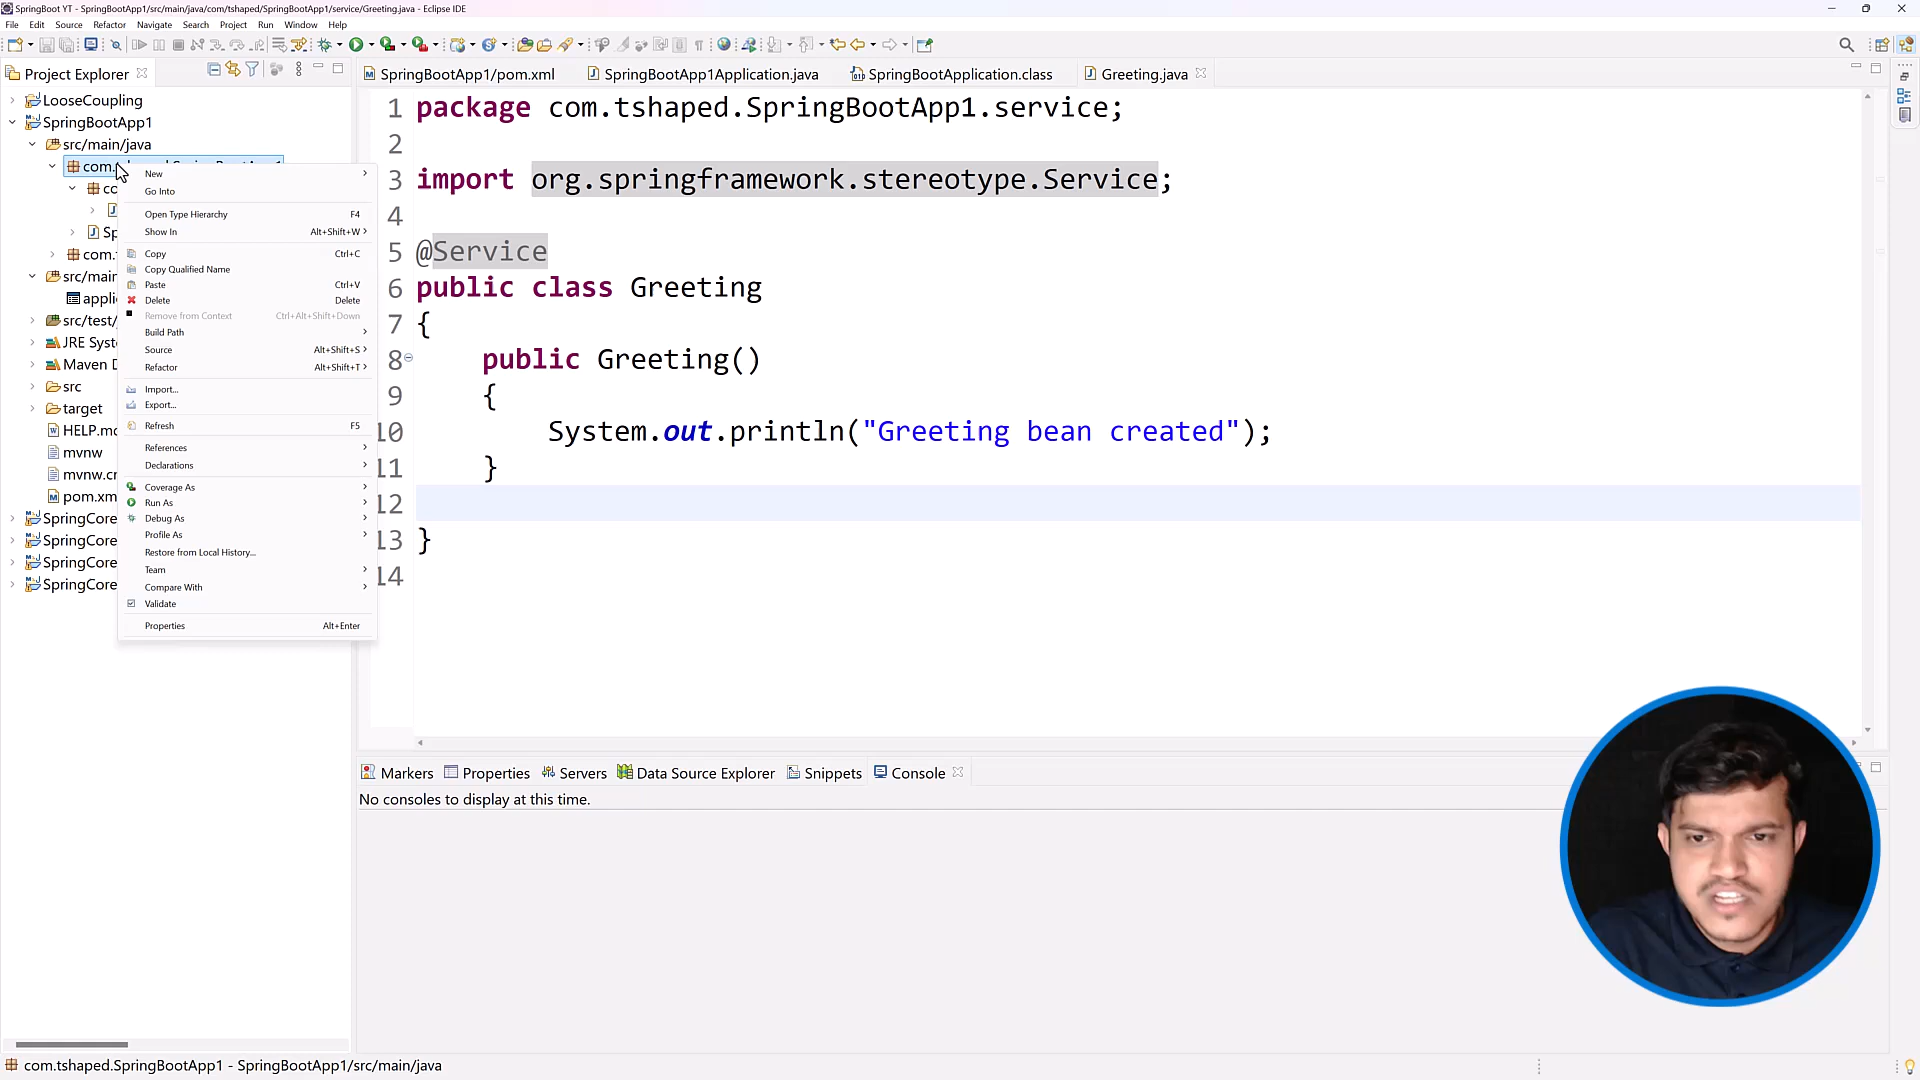 SpringBoot YT - SpringBootApp1/src/main/java/com/tshaped/SpringBootApp1/service/Greeting.java - Eclipse IDE
File Edit Source Refactor Navigate Search Project Run Window Help
Project Explorer
SpringBootApp1/pom.xml
SpringBootApp1Application.java
SpringBootApplication.class
Greeting.java
LooseCoupling
SpringBootApp1
src/main/java
com.
co
Sp
com.
src/main
appli
src/test/
JRE Syst
Maven D
src
target
HELP.md
mvnw
mvnw.cr
pom.xm
SpringCore
SpringCore
SpringCore
SpringCore
New
Go Into
Open Type Hierarchy F4
Show In Alt+Shift+W
Copy Ctrl+C
Copy Qualified Name
Paste Ctrl+V
Delete Delete
Remove from Context Ctrl+Alt+Shift+Down
Build Path
Source Alt+Shift+S
Refactor Alt+Shift+T
Import...
Export...
Refresh F5
References
Declarations
Coverage As
Run As
Debug As
Profile As
Restore from Local History...
Team
Compare With
Validate
Properties Alt+Enter
1 package com.tshaped.SpringBootApp1.service;
2
3 import org.springframework.stereotype.Service;
4
5 @Service
6 public class Greeting
7 {
8 public Greeting()
9 {
10 System.out.println("Greeting bean created");
11 }
12
13 }
14
Markers Properties Servers Data Source Explorer Snippets Console
No consoles to display at this time.
com.tshaped.SpringBootApp1 - SpringBootApp1/src/main/java